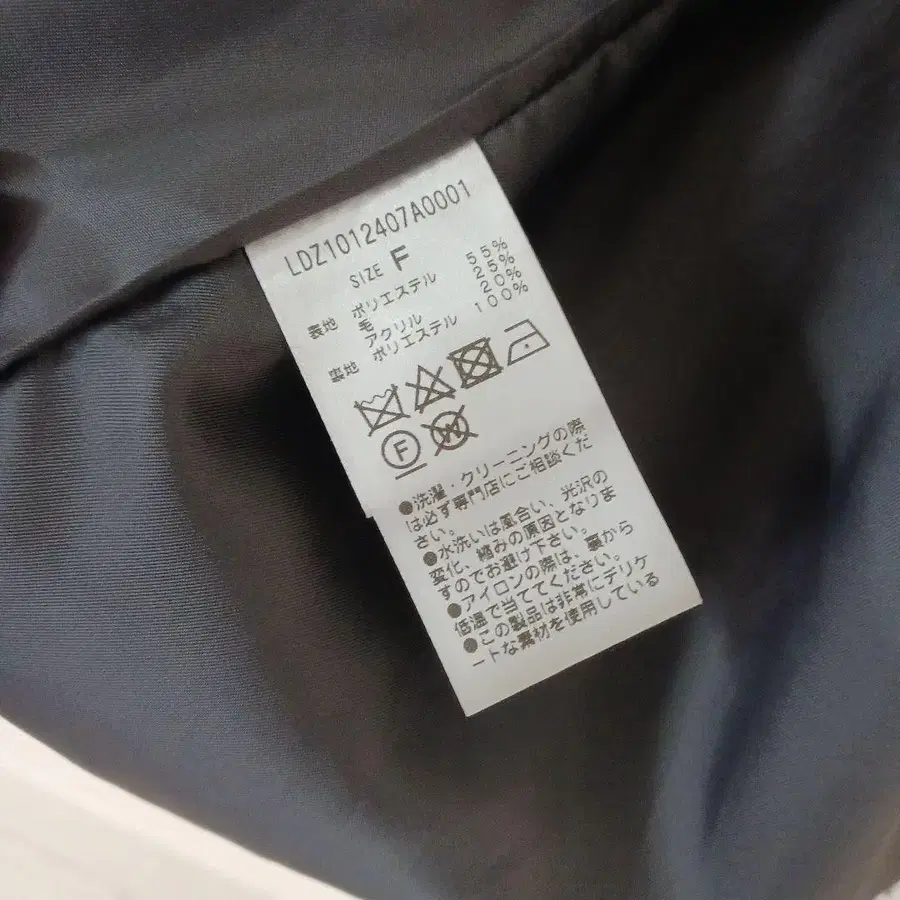 LDZ1012407A0001
SIZE F
表地 ポリエステル 55%
毛 25%
アクリル 20%
裏地 ポリエステル 100%
F W
●洗濯・クリーニングの際
は必ず専門店にご相談くだ
さい。
●水洗いは風合い、光沢の
変化、縮みの原因となりま
すのでお避け下さい。
●アイロンの際は、裏から
低温で当ててください。
●この製品は非常にデリケ
ートな素材を使用している